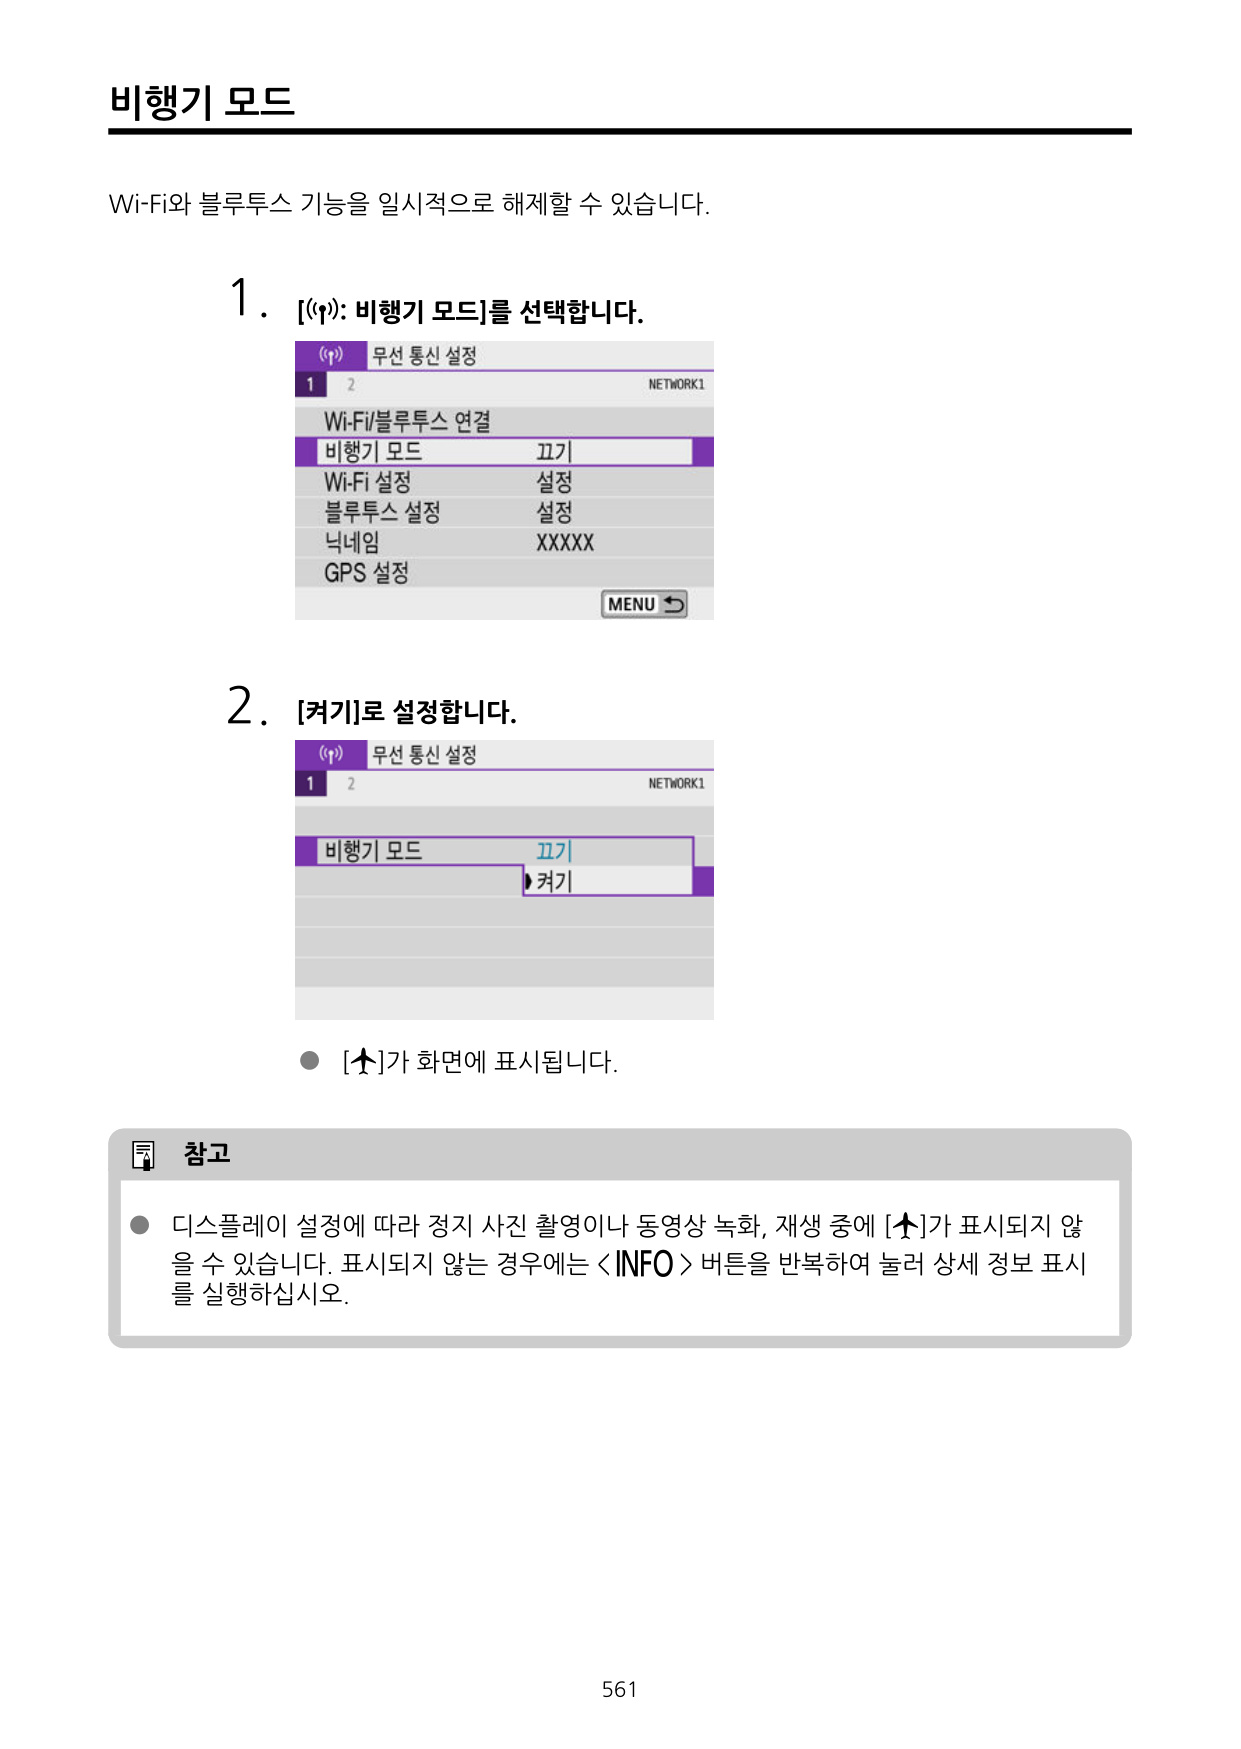 비행기 모드
Wi-Fi와 블루투스 기능을 일시적으로 해제할 수 있습니다.
1. [: 비행기 모드]를 선택합니다.
무선 통신 설정
1 2 NETWORK1
Wi-Fi/블루투스 연결
비행기 모드 끄기
Wi-Fi 설정 설정
블루투스 설정 설정
닉네임 XXXXX
GPS 설정
MENU
2. [켜기]로 설정합니다.
무선 통신 설정
1 2 NETWORK1
비행기 모드 끄기
켜기
● []가 화면에 표시됩니다.
참고
● 디스플레이 설정에 따라 정지 사진 촬영이나 동영상 녹화, 재생 중에 []가 표시되지 않
을 수 있습니다. 표시되지 않는 경우에는 <INFO> 버튼을 반복하여 눌러 상세 정보 표시
를 실행하십시오.
561